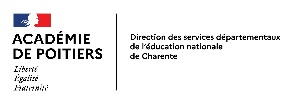 ACADÉMIE
DE POITIERS
Liberté
Égalité
Fraternité
Direction des services départementaux
de l'éducation nationale
de Charente